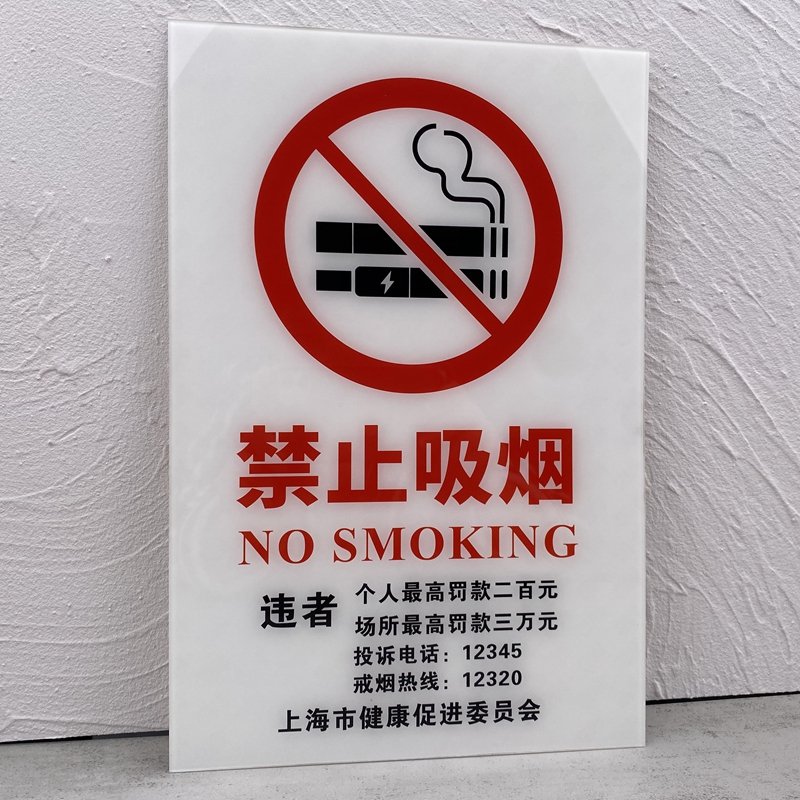 禁止吸烟
NO SMOKING
违者
个人最高罚款二百元
场所最高罚款三万元
投诉电话：12345
戒烟热线：12320
上海市健康促进委员会